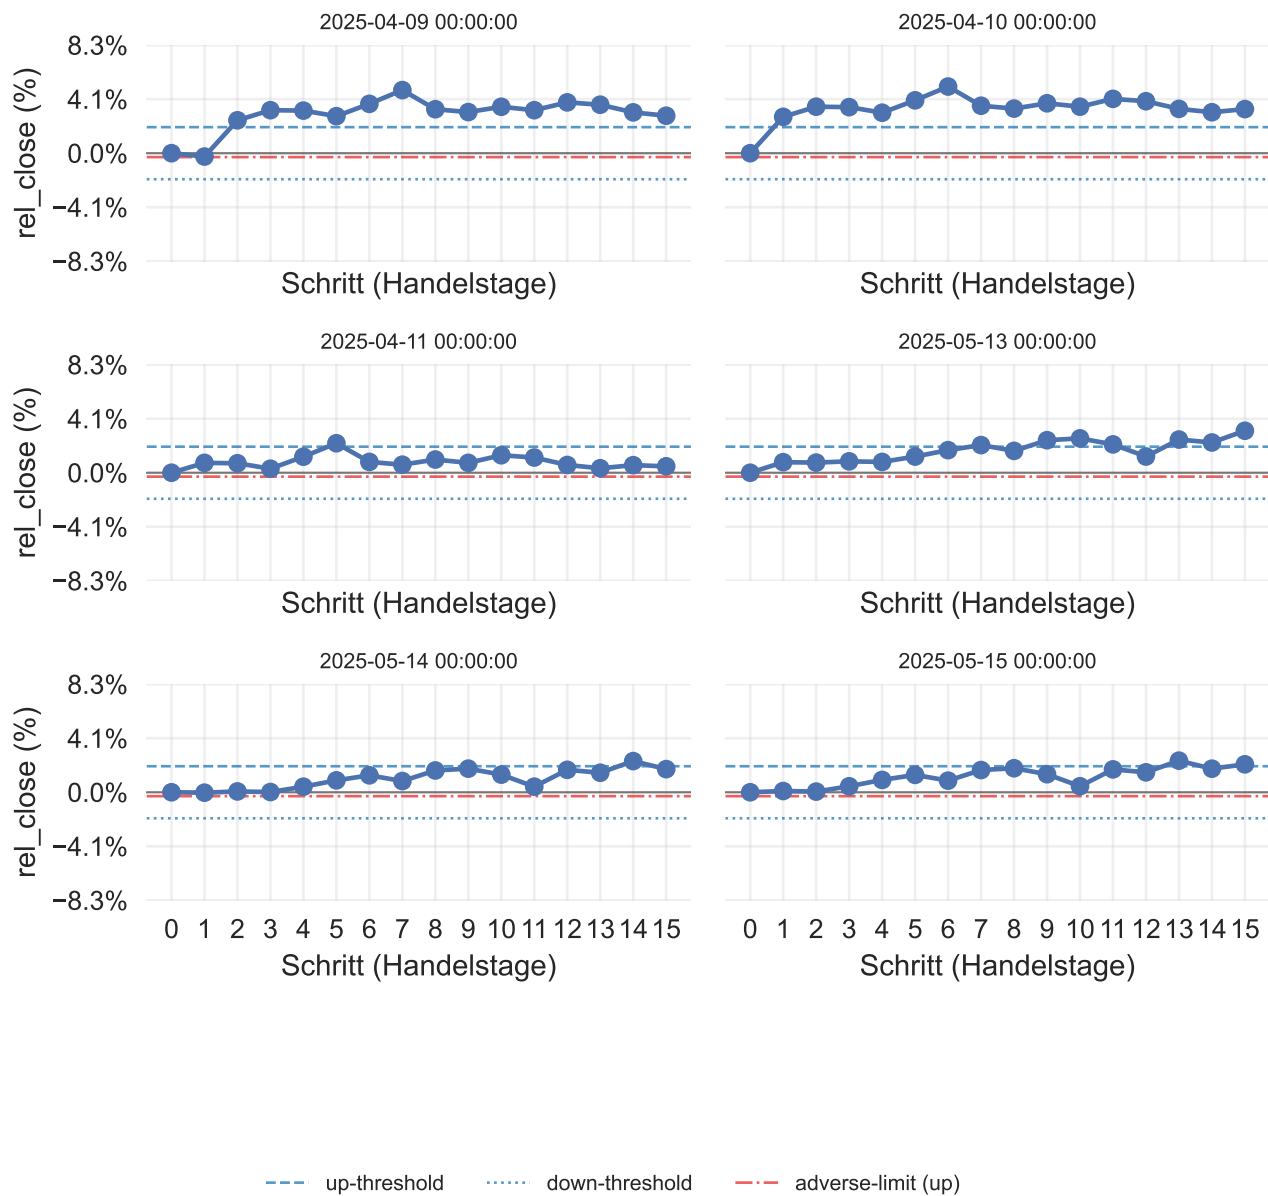 2025-04-09 00:00:00
2025-04-10 00:00:00
rel_close (%)
8.3%
4.1%
0.0%
−4.1%
−8.3%
Schritt (Handelstage)
Schritt (Handelstage)
2025-04-11 00:00:00
2025-05-13 00:00:00
rel_close (%)
8.3%
4.1%
0.0%
−4.1%
−8.3%
Schritt (Handelstage)
Schritt (Handelstage)
2025-05-14 00:00:00
2025-05-15 00:00:00
rel_close (%)
8.3%
4.1%
0.0%
−4.1%
−8.3%
0 1 2 3 4 5 6 7 8 9 10 11 12 13 14 15
0 1 2 3 4 5 6 7 8 9 10 11 12 13 14 15
Schritt (Handelstage)
Schritt (Handelstage)
up-threshold
down-threshold
adverse-limit (up)